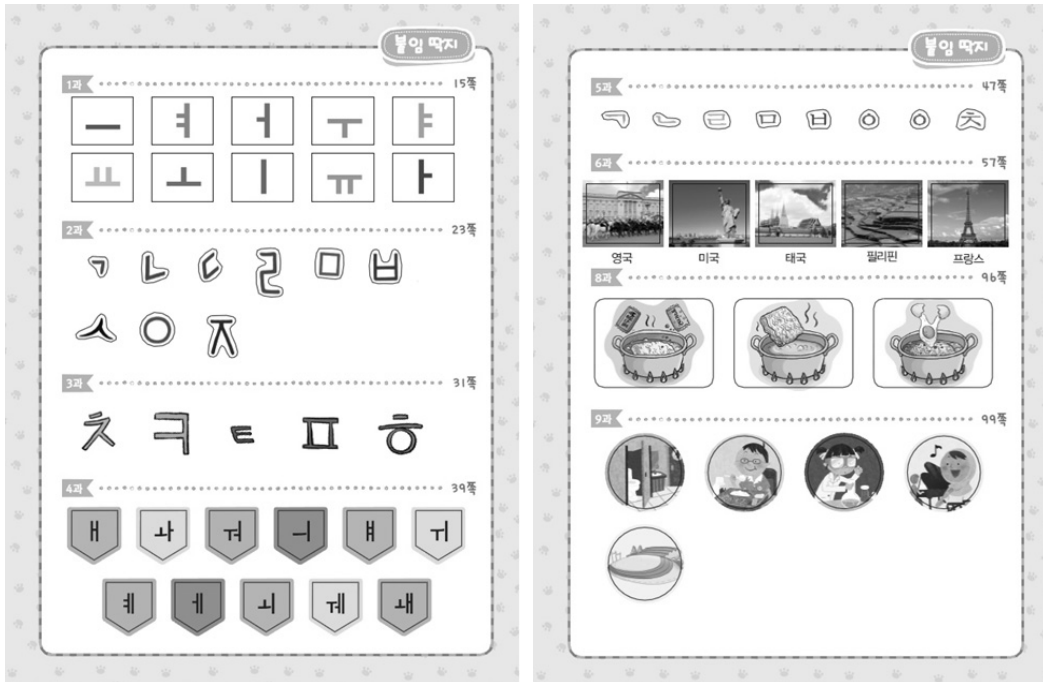 붙임 딱지
1과 15쪽
ㅡ ㅕ ㅓ ㅜ ㅑ
ㅛ ㅗ ㅣ ㅠ ㅏ
2과 23쪽
ㄱ ㄴ ㄷ ㄹ ㅁ ㅂ
ㅅ ㅇ ㅈ
3과 31쪽
ㅊ ㅋ ㅌ ㅍ ㅎ
4과 39쪽
ㅐ ㅘ ㅝ ㅢ ㅒ ㅟ
ㅖ ㅔ ㅚ ㅞ ㅙ
붙임 딱지
5과 47쪽
ㄱ ㄴ ㄹ ㅁ ㅂ ㅇ ㅇ ㅊ
6과 57쪽
영국 미국 태국 필리핀 프랑스
8과 96쪽
9과 99쪽